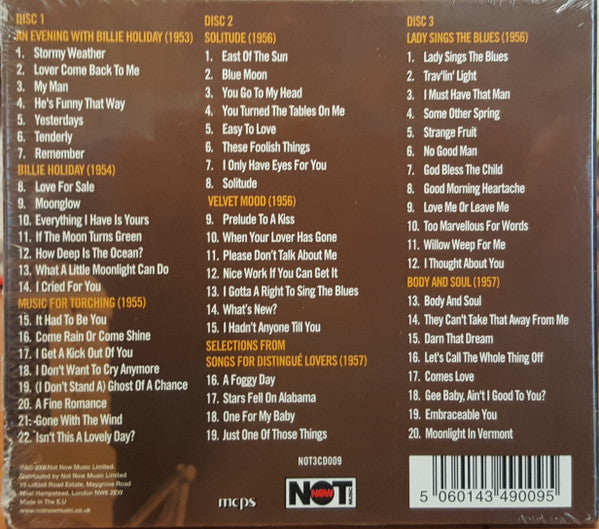 DISC 1
AN EVENING WITH BILLIE HOLIDAY (1953)
1. Stormy Weather
2. Lover Come Back To Me
3. My Man
4. He's Funny That Way
5. Yesterdays
6. Tenderly
7. Remember
BILLIE HOLIDAY (1954)
8. Love For Sale
9. Moonglow
10. Everything I Have Is Yours
11. If The Moon Turns Green
12. How Deep Is The Ocean?
13. What A Little Moonlight Can Do
14. I Cried For You
MUSIC FOR TORCHING (1955)
15. It Had To Be You
16. Come Rain Or Come Shine
17. I Get A Kick Out Of You
18. I Don't Want To Cry Anymore
19. (I Don't Stand A) Ghost Of A Chance
20. A Fine Romance
21. Gone With The Wind
22. Isn't This A Lovely Day?
DISC 2
SOLITUDE (1956)
1. East Of The Sun
2. Blue Moon
3. You Go To My Head
4. You Turned The Tables On Me
5. Easy To Love
6. These Foolish Things
7. I Only Have Eyes For You
8. Solitude
VELVET MOOD (1956)
9. Prelude To A Kiss
10. When Your Lover Has Gone
11. Please Don't Talk About Me
12. Nice Work If You Can Get It
13. I Gotta A Right To Sing The Blues
14. What's New?
15. I Hadn't Anyone Till You
SELECTIONS FROM
SONGS FOR DISTINGUÉ LOVERS (1957)
16. A Foggy Day
17. Stars Fell On Alabama
18. One For My Baby
19. Just One Of Those Things
DISC 3
LADY SINGS THE BLUES (1956)
1. Lady Sings The Blues
2. Trav'lin' Light
3. I Must Have That Man
4. Some Other Spring
5. Strange Fruit
6. No Good Man
7. God Bless The Child
8. Good Morning Heartache
9. Love Me Or Leave Me
10. Too Marvellous For Words
11. Willow Weep For Me
12. I Thought About You
BODY AND SOUL (1957)
13. Body And Soul
14. They Can't Take That Away From Me
15. Darn That Dream
16. Let's Call The Whole Thing Off
17. Comes Love
18. Gee Baby, Ain't I Good To You?
19. Embraceable You
20. Moonlight In Vermont
Not Now Music Limited.
Distributed by Not Now Music Limited
19 Liddell Road Estate, Maygrove Road
West Hampstead, London NW6 2EW
Made In The E.U
www.notnowmusic.co.uk
NOT3CD009
mcps
NOT NOW MUSIC
5 060143 490095